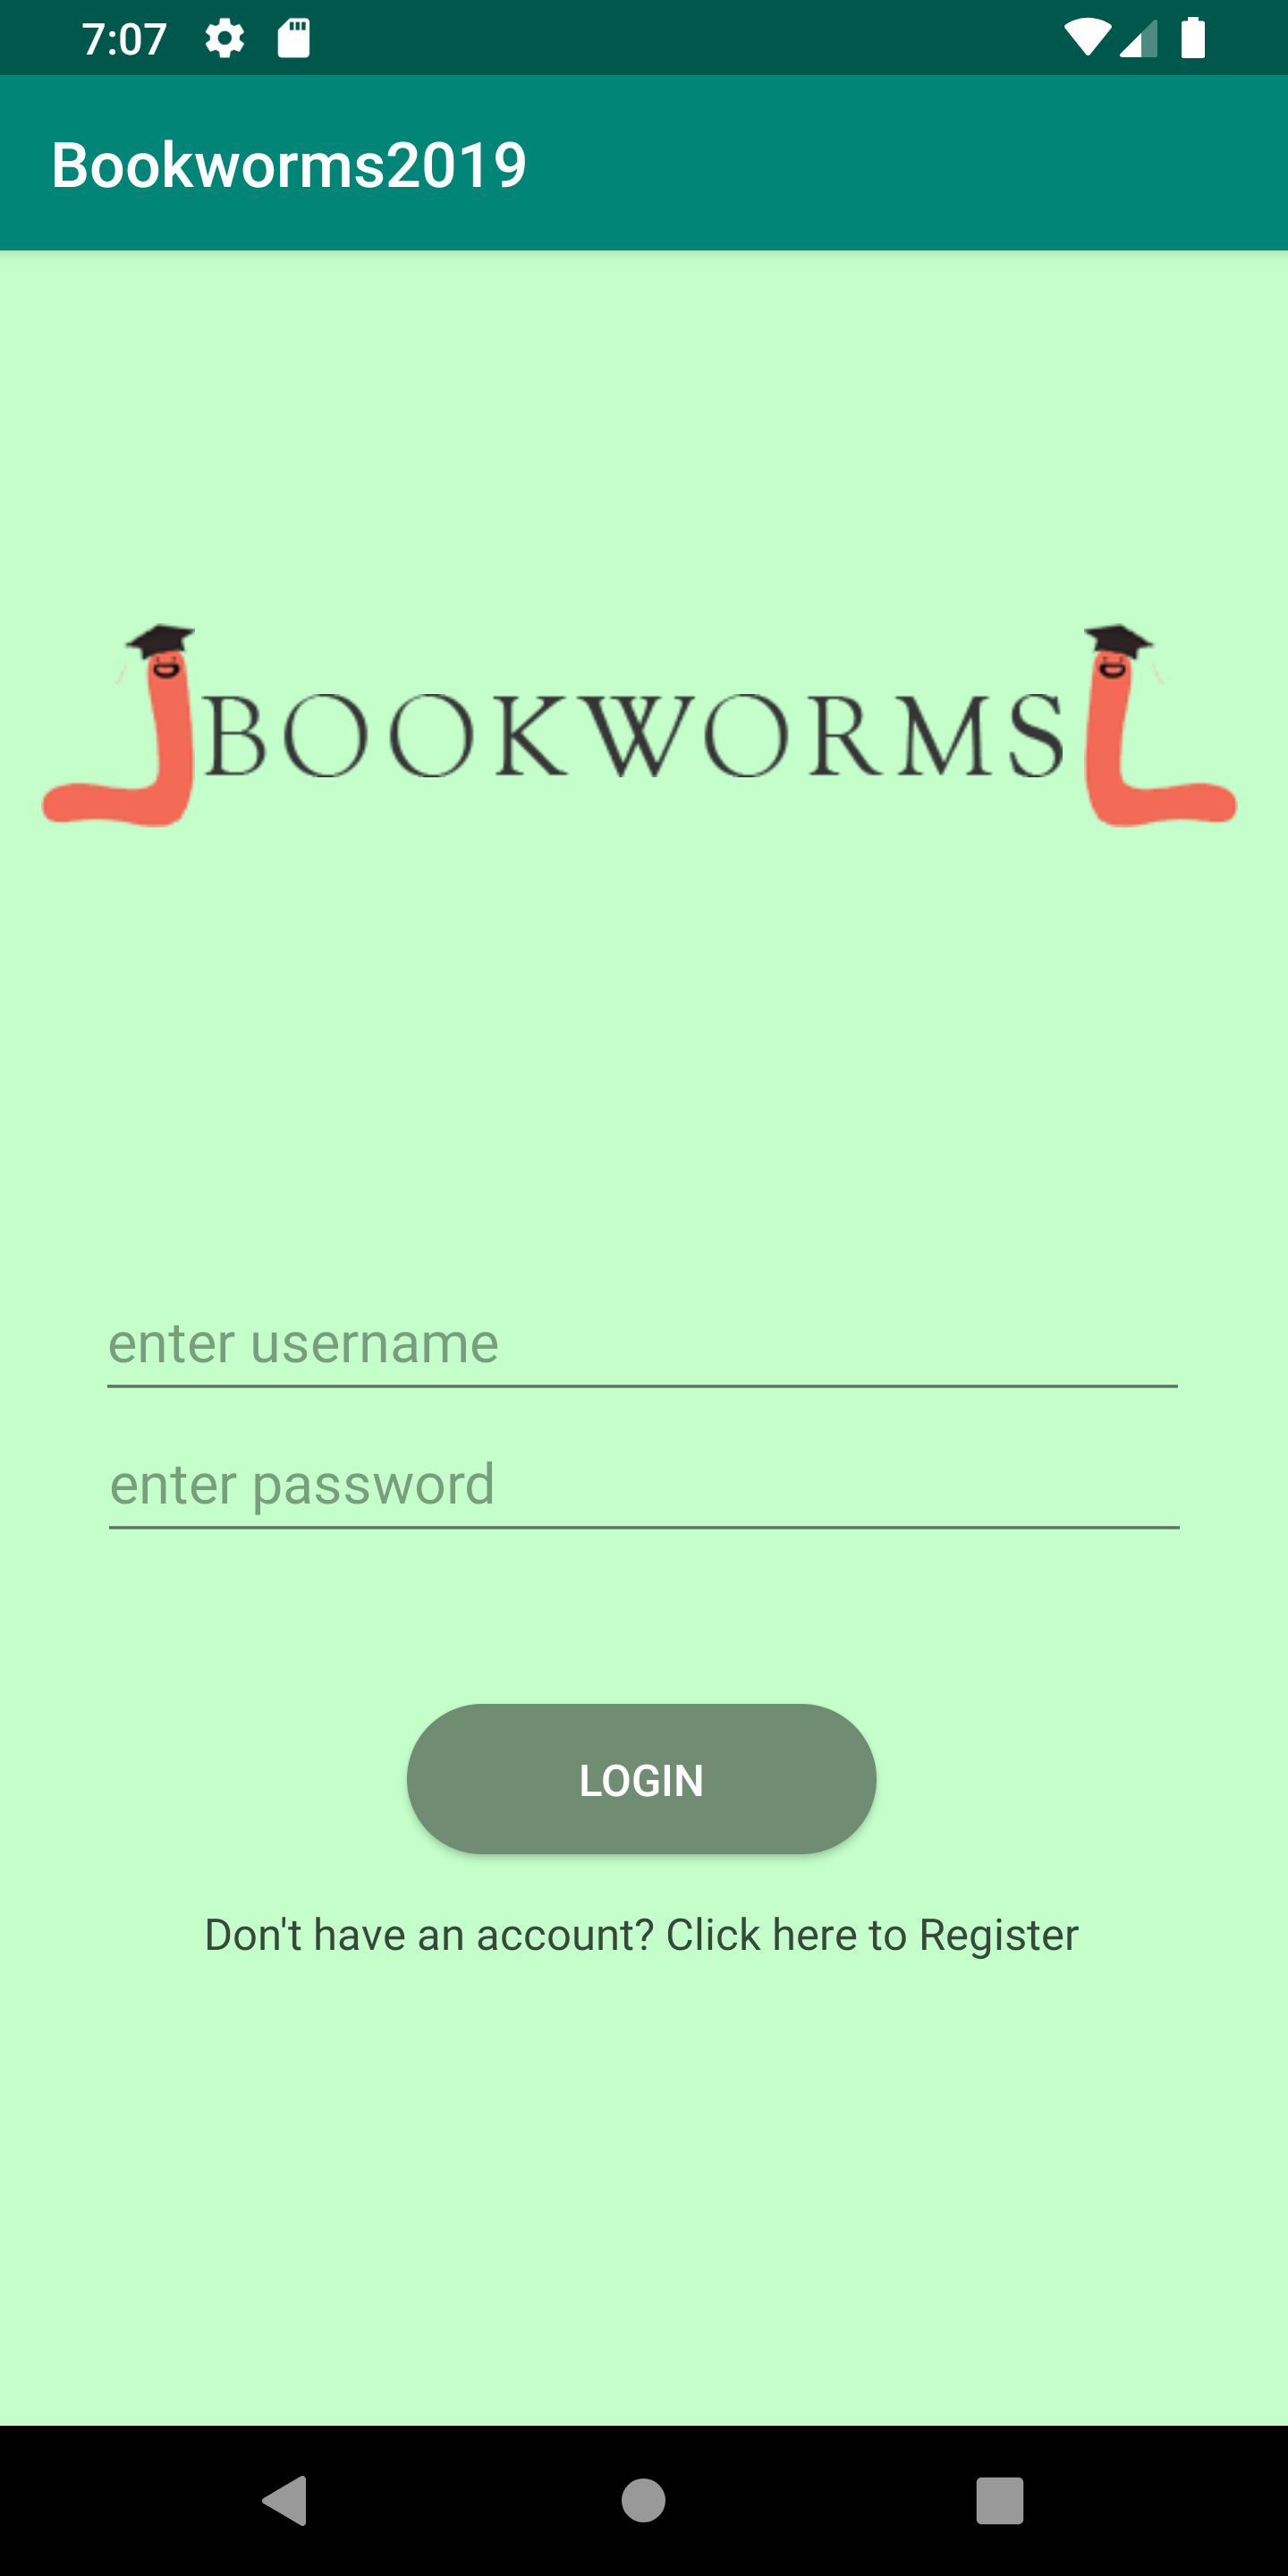 7:07
Bookworms2019
BOOKWORMS
enter username
enter password
LOGIN
Don't have an account? Click here to Register